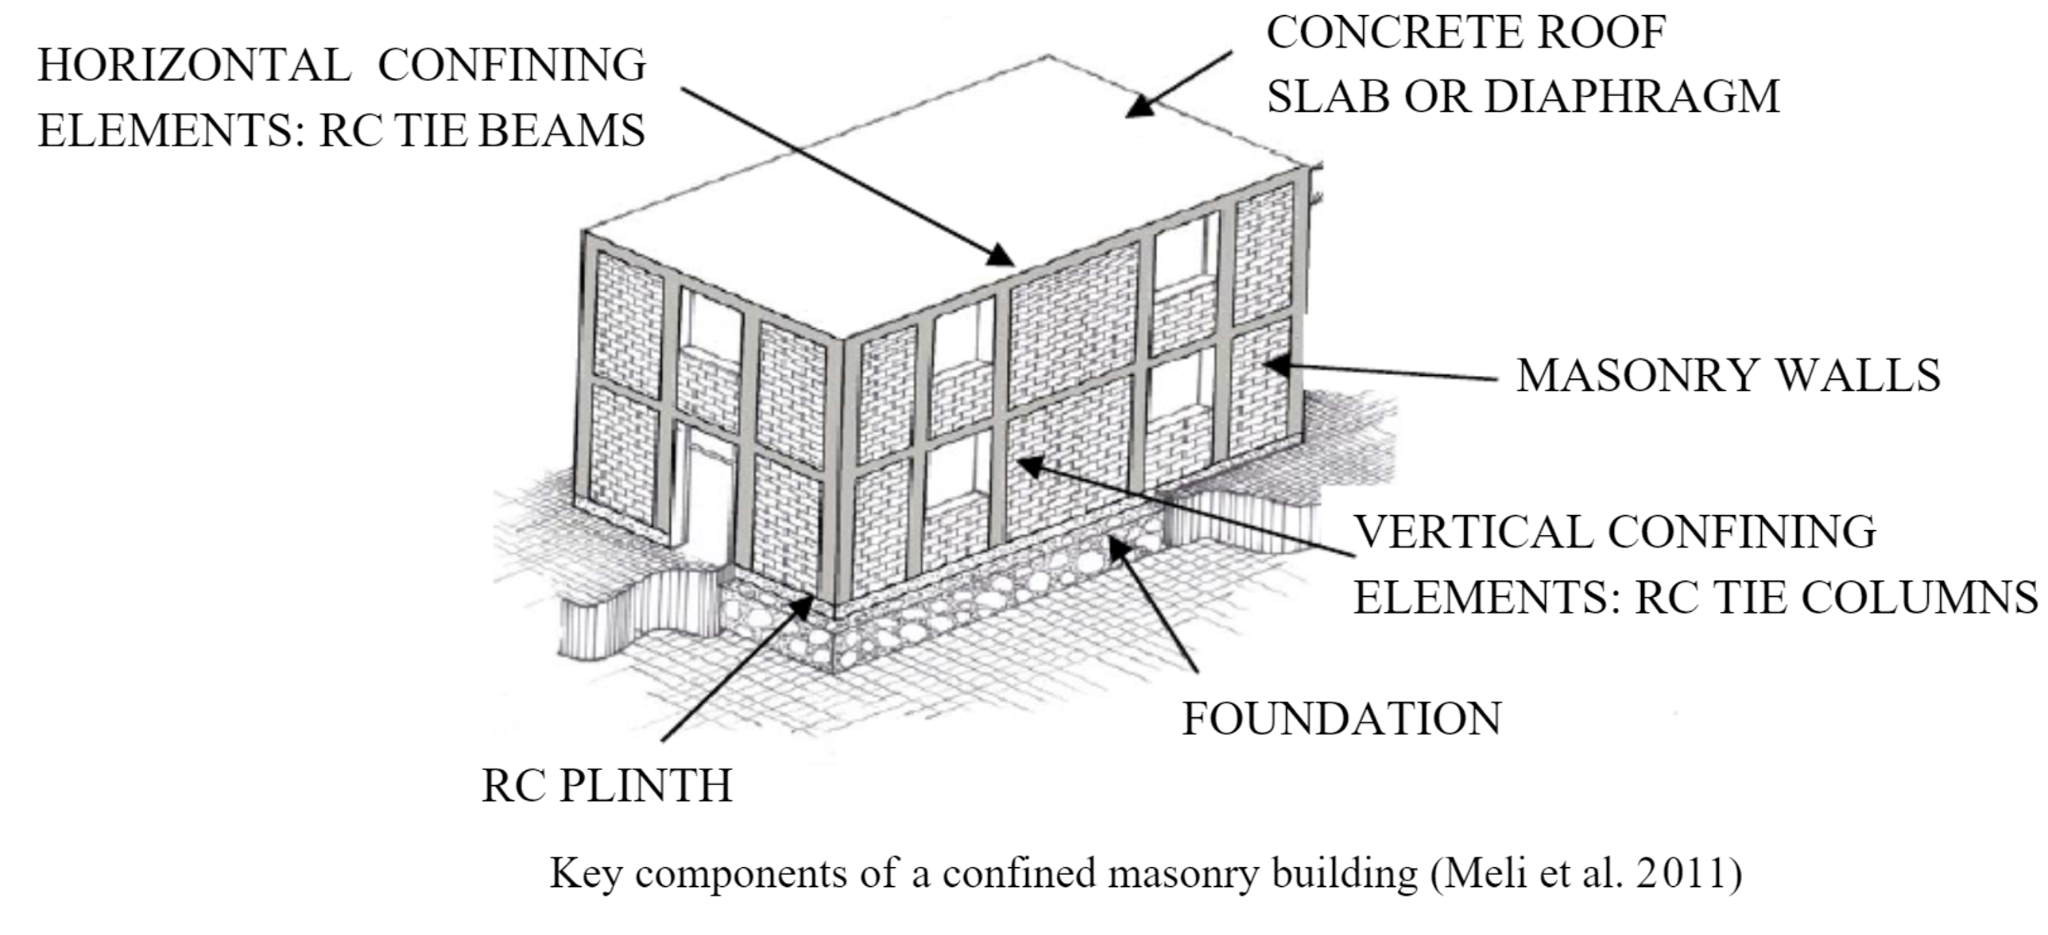 HORIZONTAL CONFINING
ELEMENTS: RC TIE BEAMS
CONCRETE ROOF
SLAB OR DIAPHRAGM
MASONRY WALLS
VERTICAL CONFINING
ELEMENTS: RC TIE COLUMNS
FOUNDATION
RC PLINTH
Key components of a confined masonry building (Meli et al. 2011)